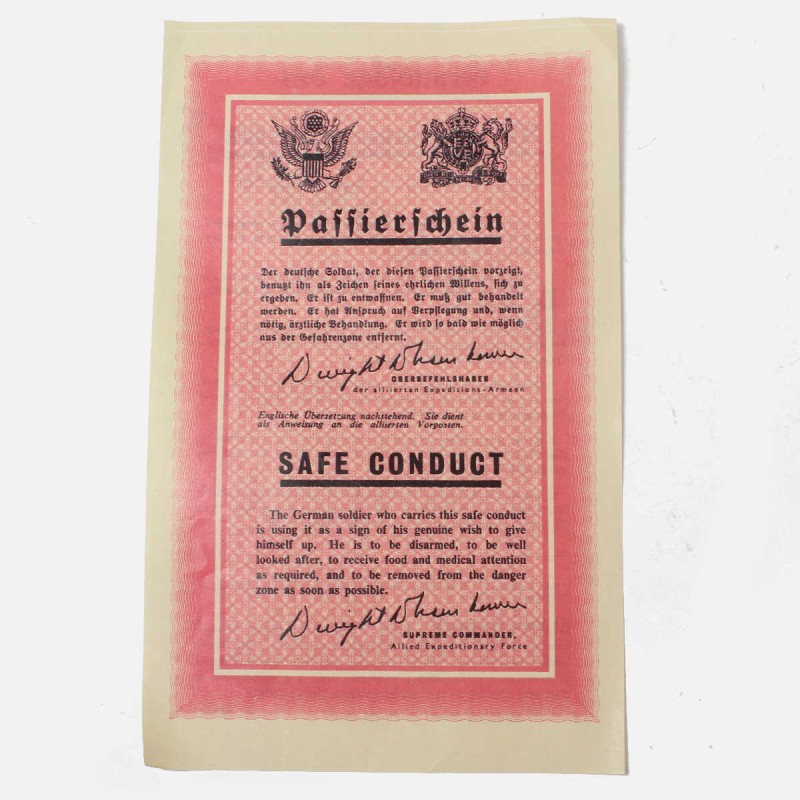 Passierschein
Der deutsche Soldat, der diesen Passierschein vorzeigt,
benutzt ihn als Zeichen seines ehrlichen Willens, sich zu
ergeben. Er ist zu entwaffnen. Er muß gut behandelt
werden. Er hat Anspruch auf Verpflegung und, wenn
nötig, ärztliche Behandlung. Er wird so bald wie möglich
aus der Gefahrenzone entfernt.
Dwight D Eisenhower
OBERBEFEHLSHABER
der alliierten Expeditions-Armeen
Englische Übersetzung nachstehend. Sie dient
als Anweisung an die alliierten Vorposten.
SAFE CONDUCT
The German soldier who carries this safe conduct
is using it as a sign of his genuine wish to give
himself up. He is to be disarmed, to be well
looked after, to receive food and medical attention
as required, and to be removed from the danger
zone as soon as possible.
Dwight D Eisenhower
SUPREME COMMANDER,
Allied Expeditionary Force